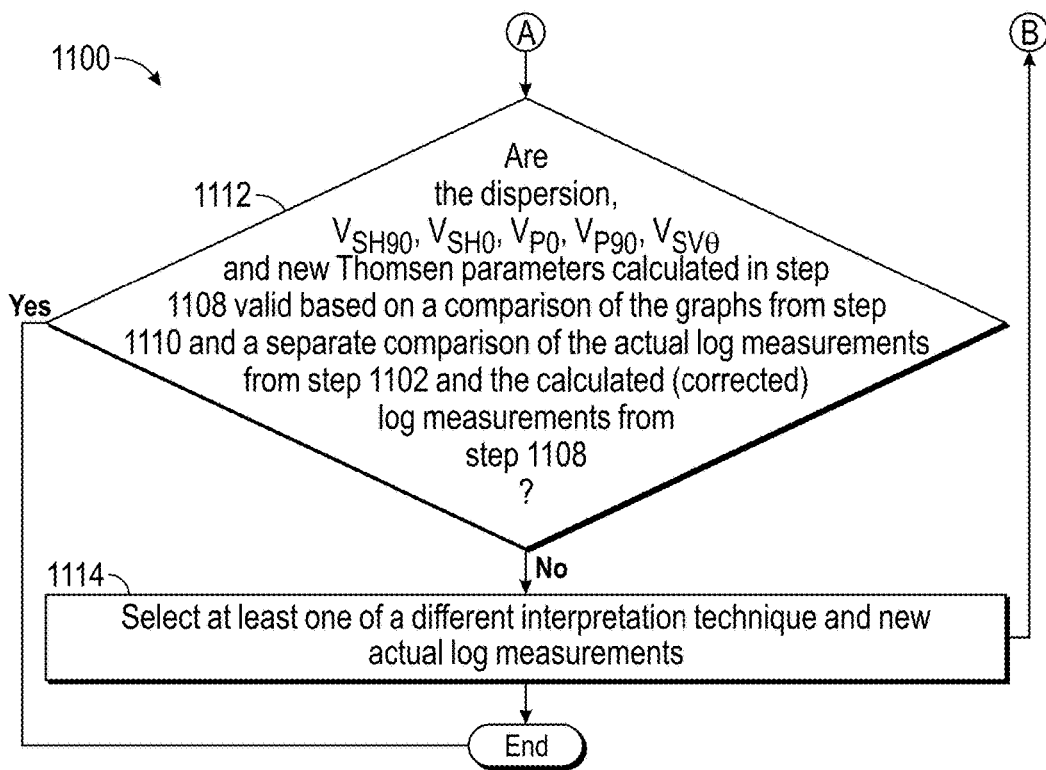 A
B
1100
1112
Are
the dispersion,
V_SH90, V_SH0, V_P0, V_P90, V_SVθ
and new Thomsen parameters calculated in step
1108 valid based on a comparison of the graphs from step
1110 and a separate comparison of the actual log measurements
from step 1102 and the calculated (corrected)
log measurements from
step 1108
?
Yes
No
1114
Select at least one of a different interpretation technique and new
actual log measurements
End